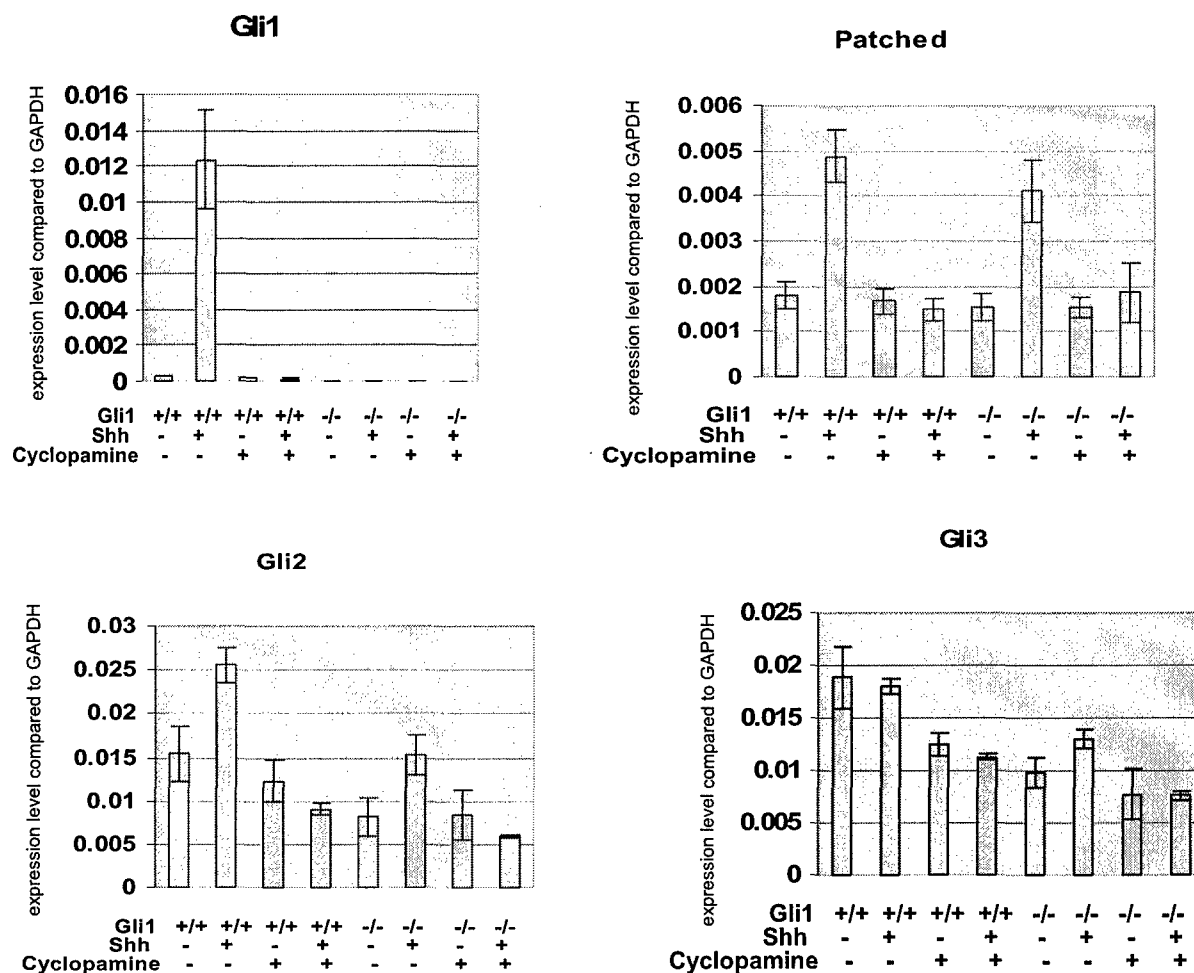 Gli1
expression level compared to GAPDH
0.016
0.014
0.012
0.01
0.008
0.006
0.004
0.002
0
Gli1 +/+ +/+ +/+ +/+ -/- -/- -/- -/-
Shh - + - + - + - +
Cyclopamine - - + + - - + +
Patched
expression level compared to GAPDH
0.006
0.005
0.004
0.003
0.002
0.001
0
Gli1 +/+ +/+ +/+ +/+ -/- -/- -/- -/-
Shh - + - + - + - +
Cyclopamine - - + + - - + +
Gli2
expression level compared to GAPDH
0.03
0.025
0.02
0.015
0.01
0.005
0
Gli1 +/+ +/+ +/+ +/+ -/- -/- -/- -/-
Shh - + - + - + - +
Cyclopamine - - + + - - + +
Gli3
expression level compared to GAPDH
0.025
0.02
0.015
0.01
0.005
0
Gli1 +/+ +/+ +/+ +/+ -/- -/- -/- -/-
Shh - + - + - + - +
Cyclopamine - - + + - - + +